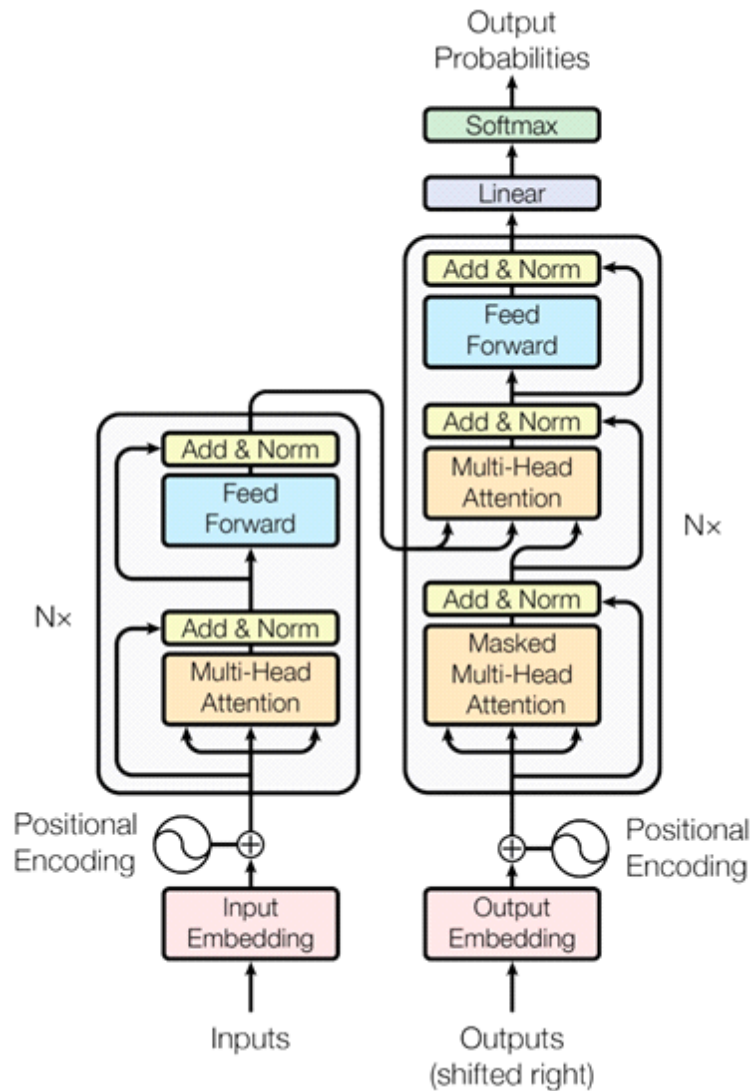 Output
Probabilities
Softmax
Linear
Add & Norm
Feed
Forward
Add & Norm
Multi-Head
Attention
Add & Norm
Masked
Multi-Head
Attention
Nx
Add & Norm
Feed
Forward
Add & Norm
Multi-Head
Attention
Nx
Positional
Encoding
Positional
Encoding
Input
Embedding
Output
Embedding
Inputs
Outputs
(shifted right)